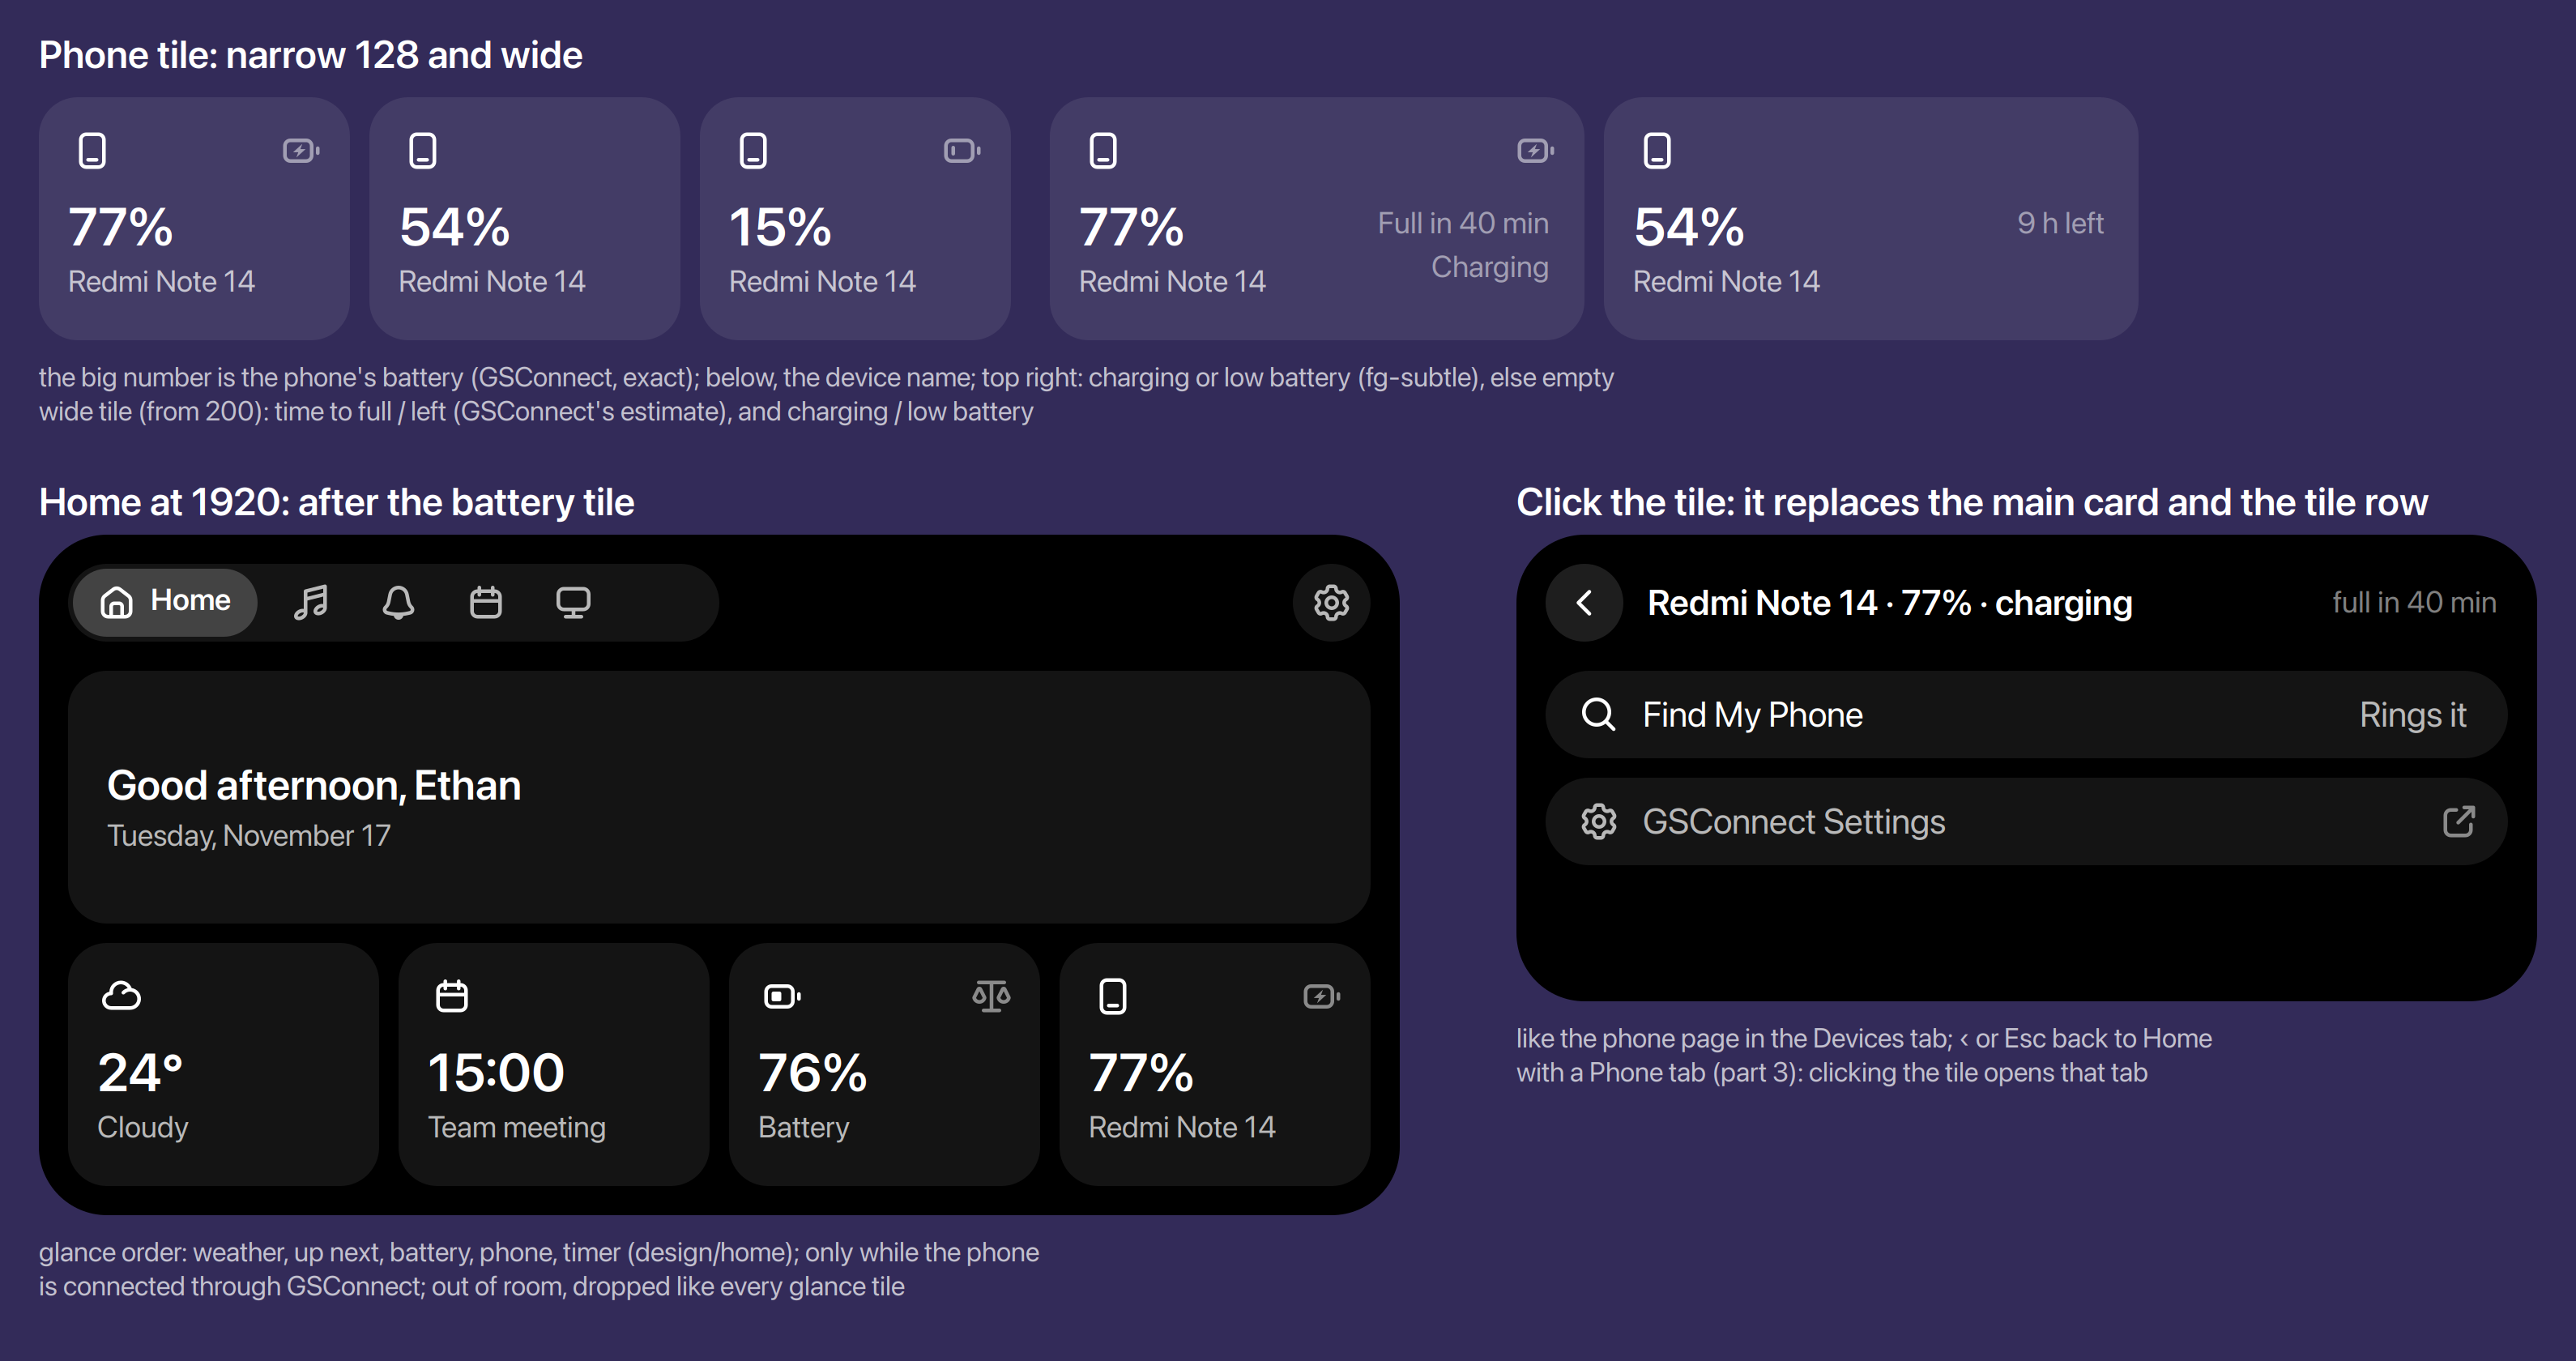 Phone tile: narrow 128 and wide
77%
Redmi Note 14
54%
Redmi Note 14
15%
Redmi Note 14
77%
Redmi Note 14
Full in 40 min
Charging
54%
Redmi Note 14
9 h left
the big number is the phone's battery (GSConnect, exact); below, the device name; top right: charging or low battery (fg-subtle), else empty
wide tile (from 200): time to full / left (GSConnect's estimate), and charging / low battery
Home at 1920: after the battery tile
Home
Good afternoon, Ethan
Tuesday, November 17
24°
Cloudy
15:00
Team meeting
76%
Battery
77%
Redmi Note 14
glance order: weather, up next, battery, phone, timer (design/home); only while the phone
is connected through GSConnect; out of room, dropped like every glance tile
Click the tile: it replaces the main card and the tile row
Redmi Note 14 · 77% · charging
full in 40 min
Find My Phone
Rings it
GSConnect Settings
like the phone page in the Devices tab; ‹ or Esc back to Home
with a Phone tab (part 3): clicking the tile opens that tab